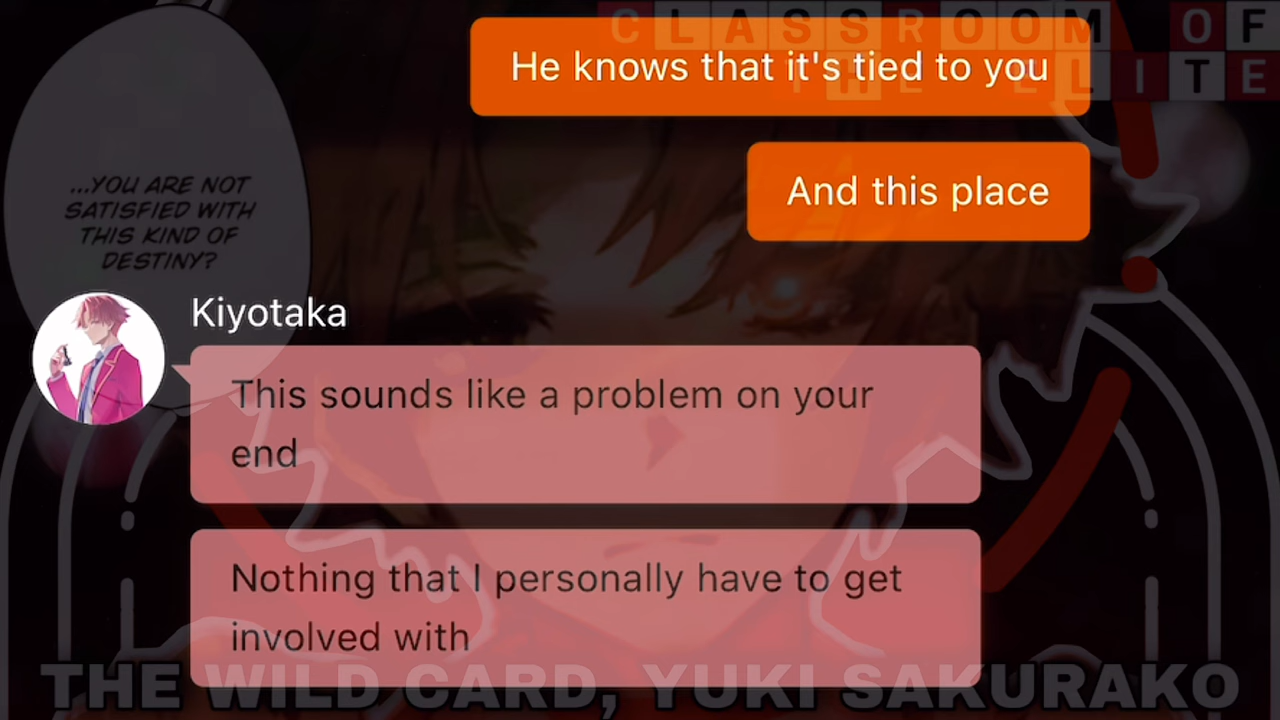 CLASSROOM OF
THE ELITE
He knows that it's tied to you
And this place
...YOU ARE NOT
SATISFIED WITH
THIS KIND OF
DESTINY?
Kiyotaka
This sounds like a problem on your
end
Nothing that I personally have to get
involved with
THE WILD CARD, YUKI SAKURAKO